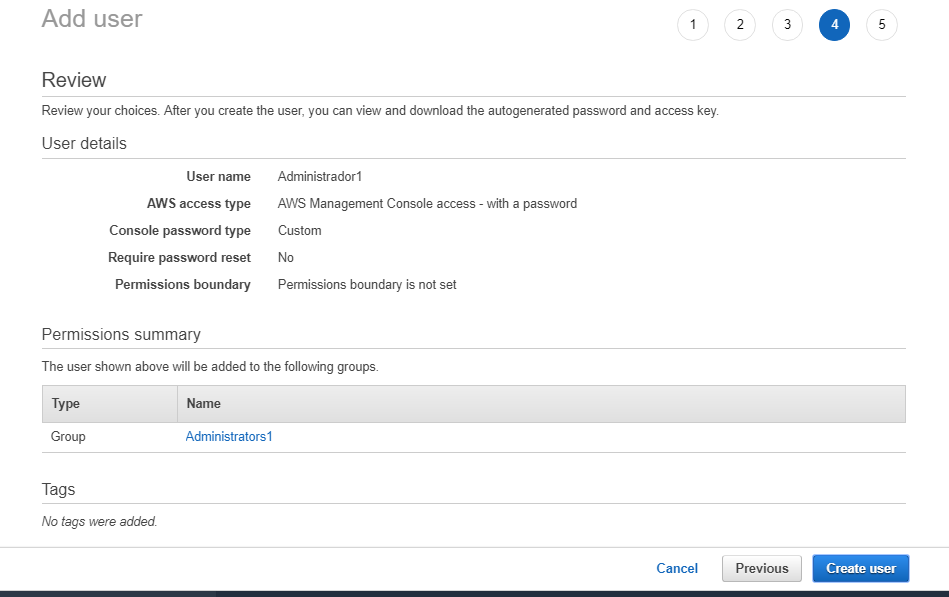 Add user
1 2 3 4 5
Review
Review your choices. After you create the user, you can view and download the autogenerated password and access key.
User details
User name Administrador1
AWS access type AWS Management Console access - with a password
Console password type Custom
Require password reset No
Permissions boundary Permissions boundary is not set
Permissions summary
The user shown above will be added to the following groups.
Type Name
Group Administrators1
Tags
No tags were added.
Cancel Previous Create user